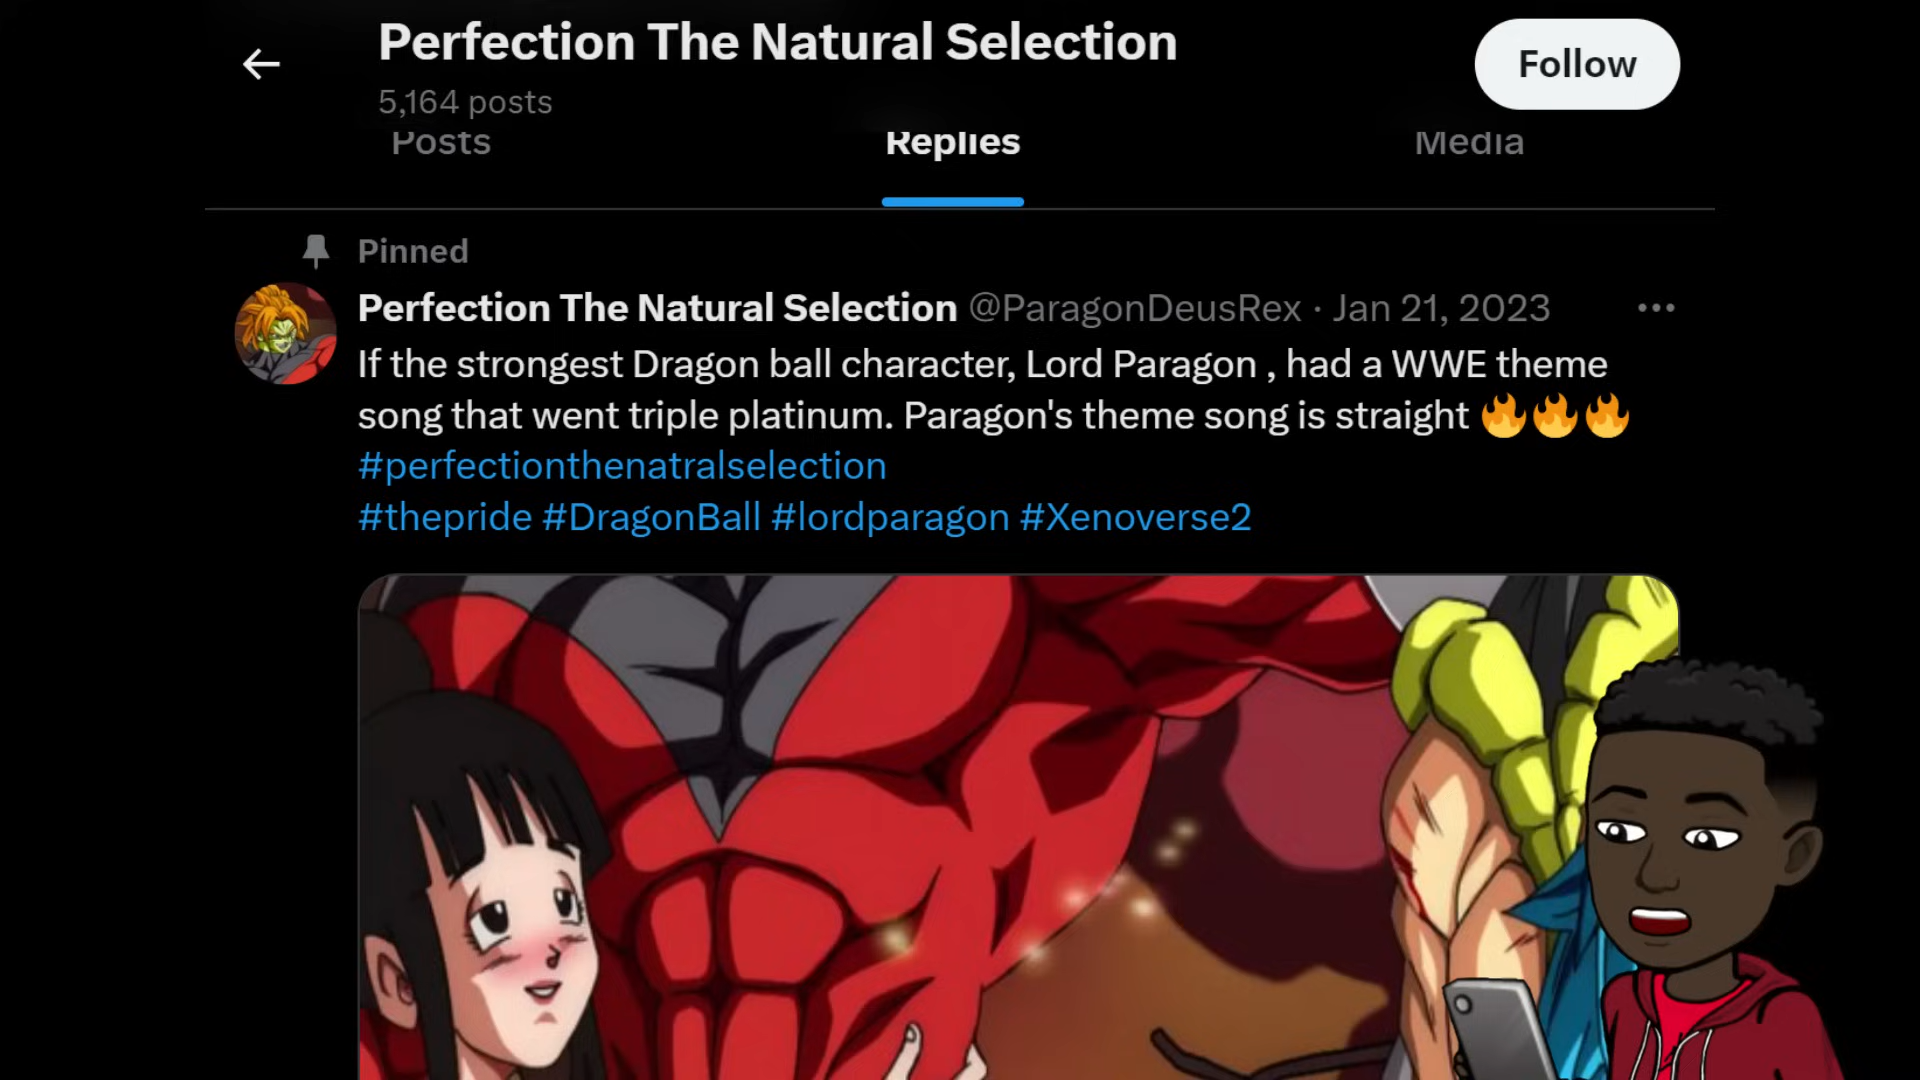 Perfection The Natural Selection
5,164 posts
Follow
Posts
Replies
Media
Pinned
Perfection The Natural Selection @ParagonDeusRex · Jan 21, 2023
If the strongest Dragon ball character, Lord Paragon , had a WWE theme
song that went triple platinum. Paragon's theme song is straight 🔥🔥🔥
#perfectionthenatralselection
#thepride #DragonBall #lordparagon #Xenoverse2